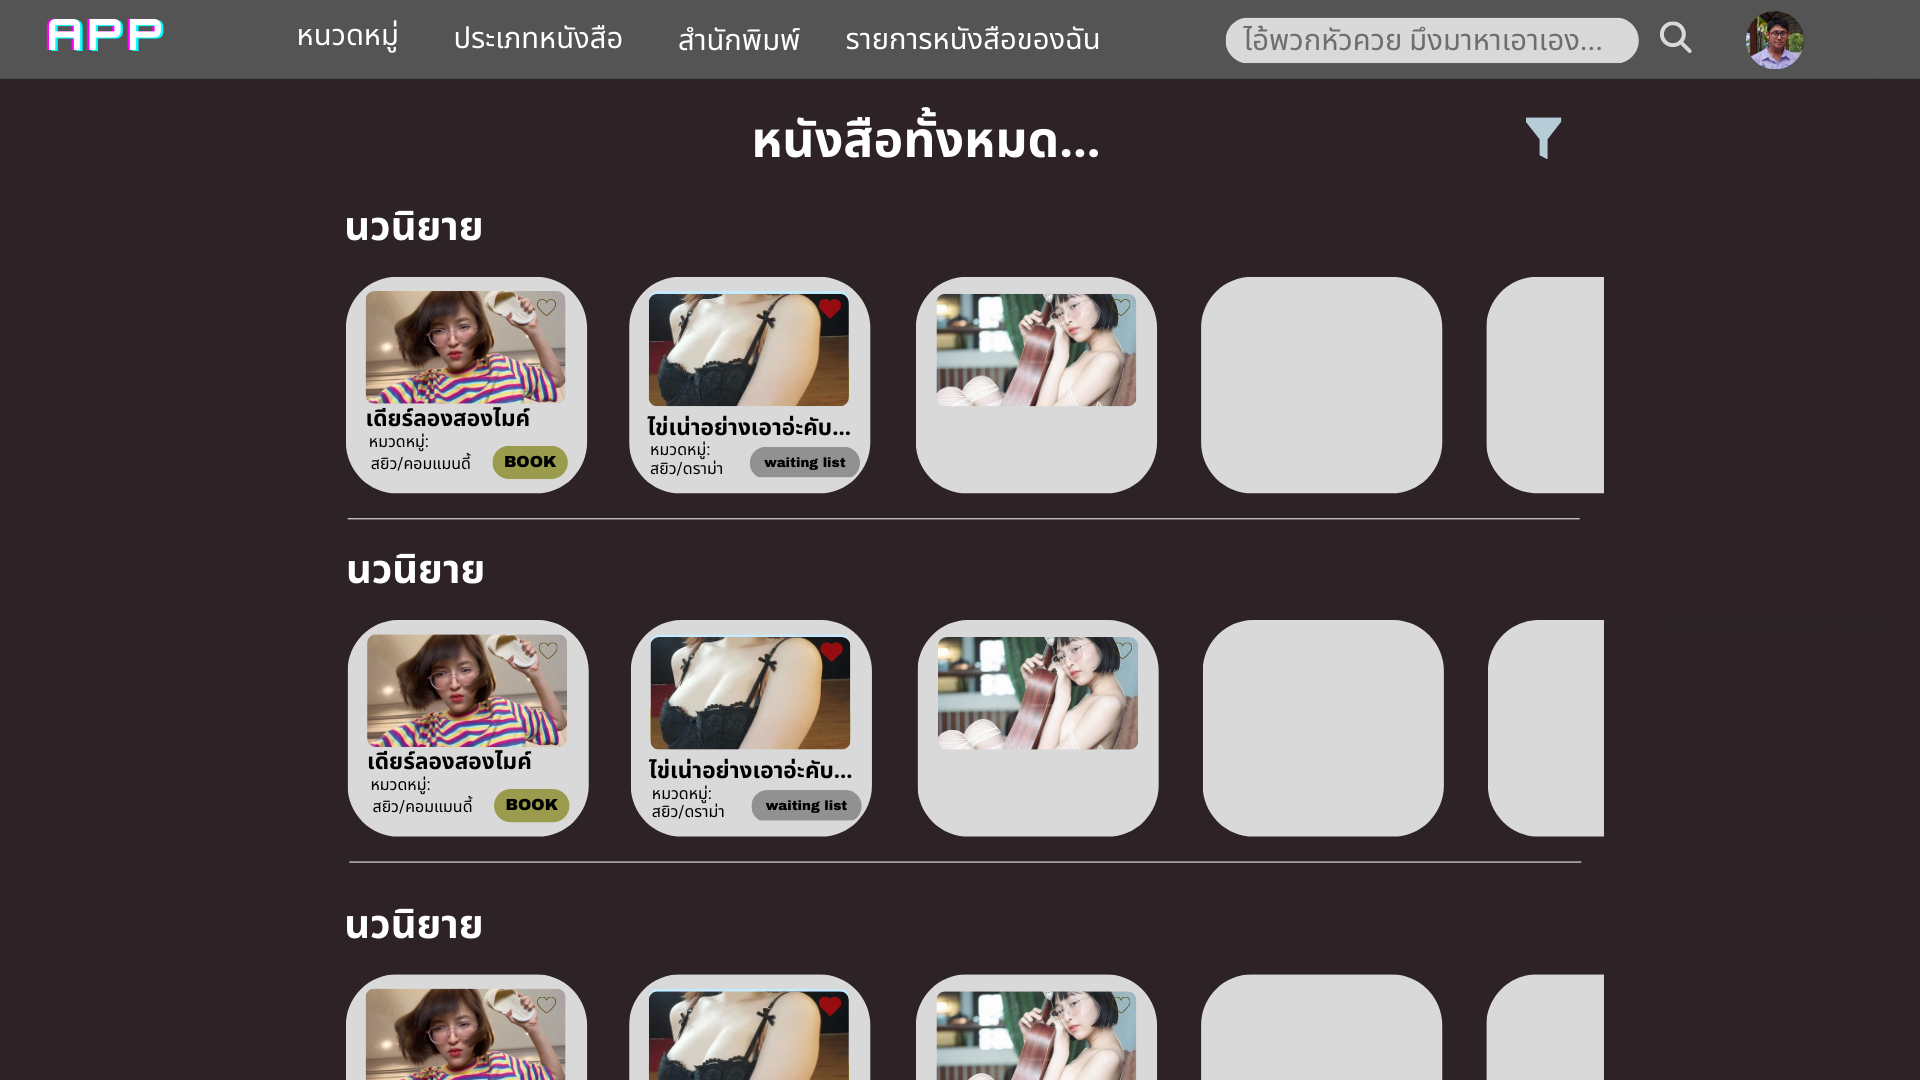 APP
หนวดหมู่ ประเภทหนังสือ สำนักพิมพ์ รายการหนังสือของฉัน ไอ้พวกหัวควย มึงมาหาเอาเอง...
หนังสือทั้งหมด...
นวนิยาย
เดียร์ลองสองไมค์
หมวดหมู่:
สยิว/คอมแมนดี้
BOOK
ไข่เน่าอย่างเอาอ่ะคับ...
หมวดหมู่:
สยิว/ดราม่า
waiting list
นวนิยาย
เดียร์ลองสองไมค์
หมวดหมู่:
สยิว/คอมแมนดี้
BOOK
ไข่เน่าอย่างเอาอ่ะคับ...
หมวดหมู่:
สยิว/ดราม่า
waiting list
นวนิยาย